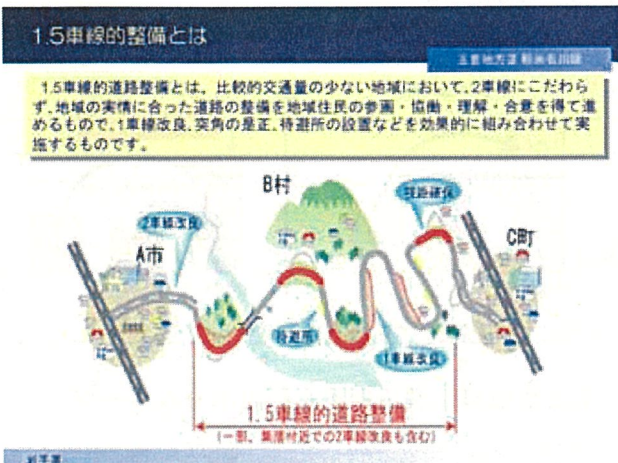 1.5車線的整備とは
1.5車線的道路整備とは、比較的交通量の少ない地域において、2車線にこだわら
ず、地域の実情に合った道路の整備を地域住民の参画・協働・理解・合意を得て進
めるもので、1車線改良、突角の是正、待避所の設置などを効果的に組み合わせて実
施するものです。
B村
2車線改良
A市
C町
待避所
1車線改良
1.5車線的道路整備
(一部、集落付近での2車線改良も含む)
岩手県